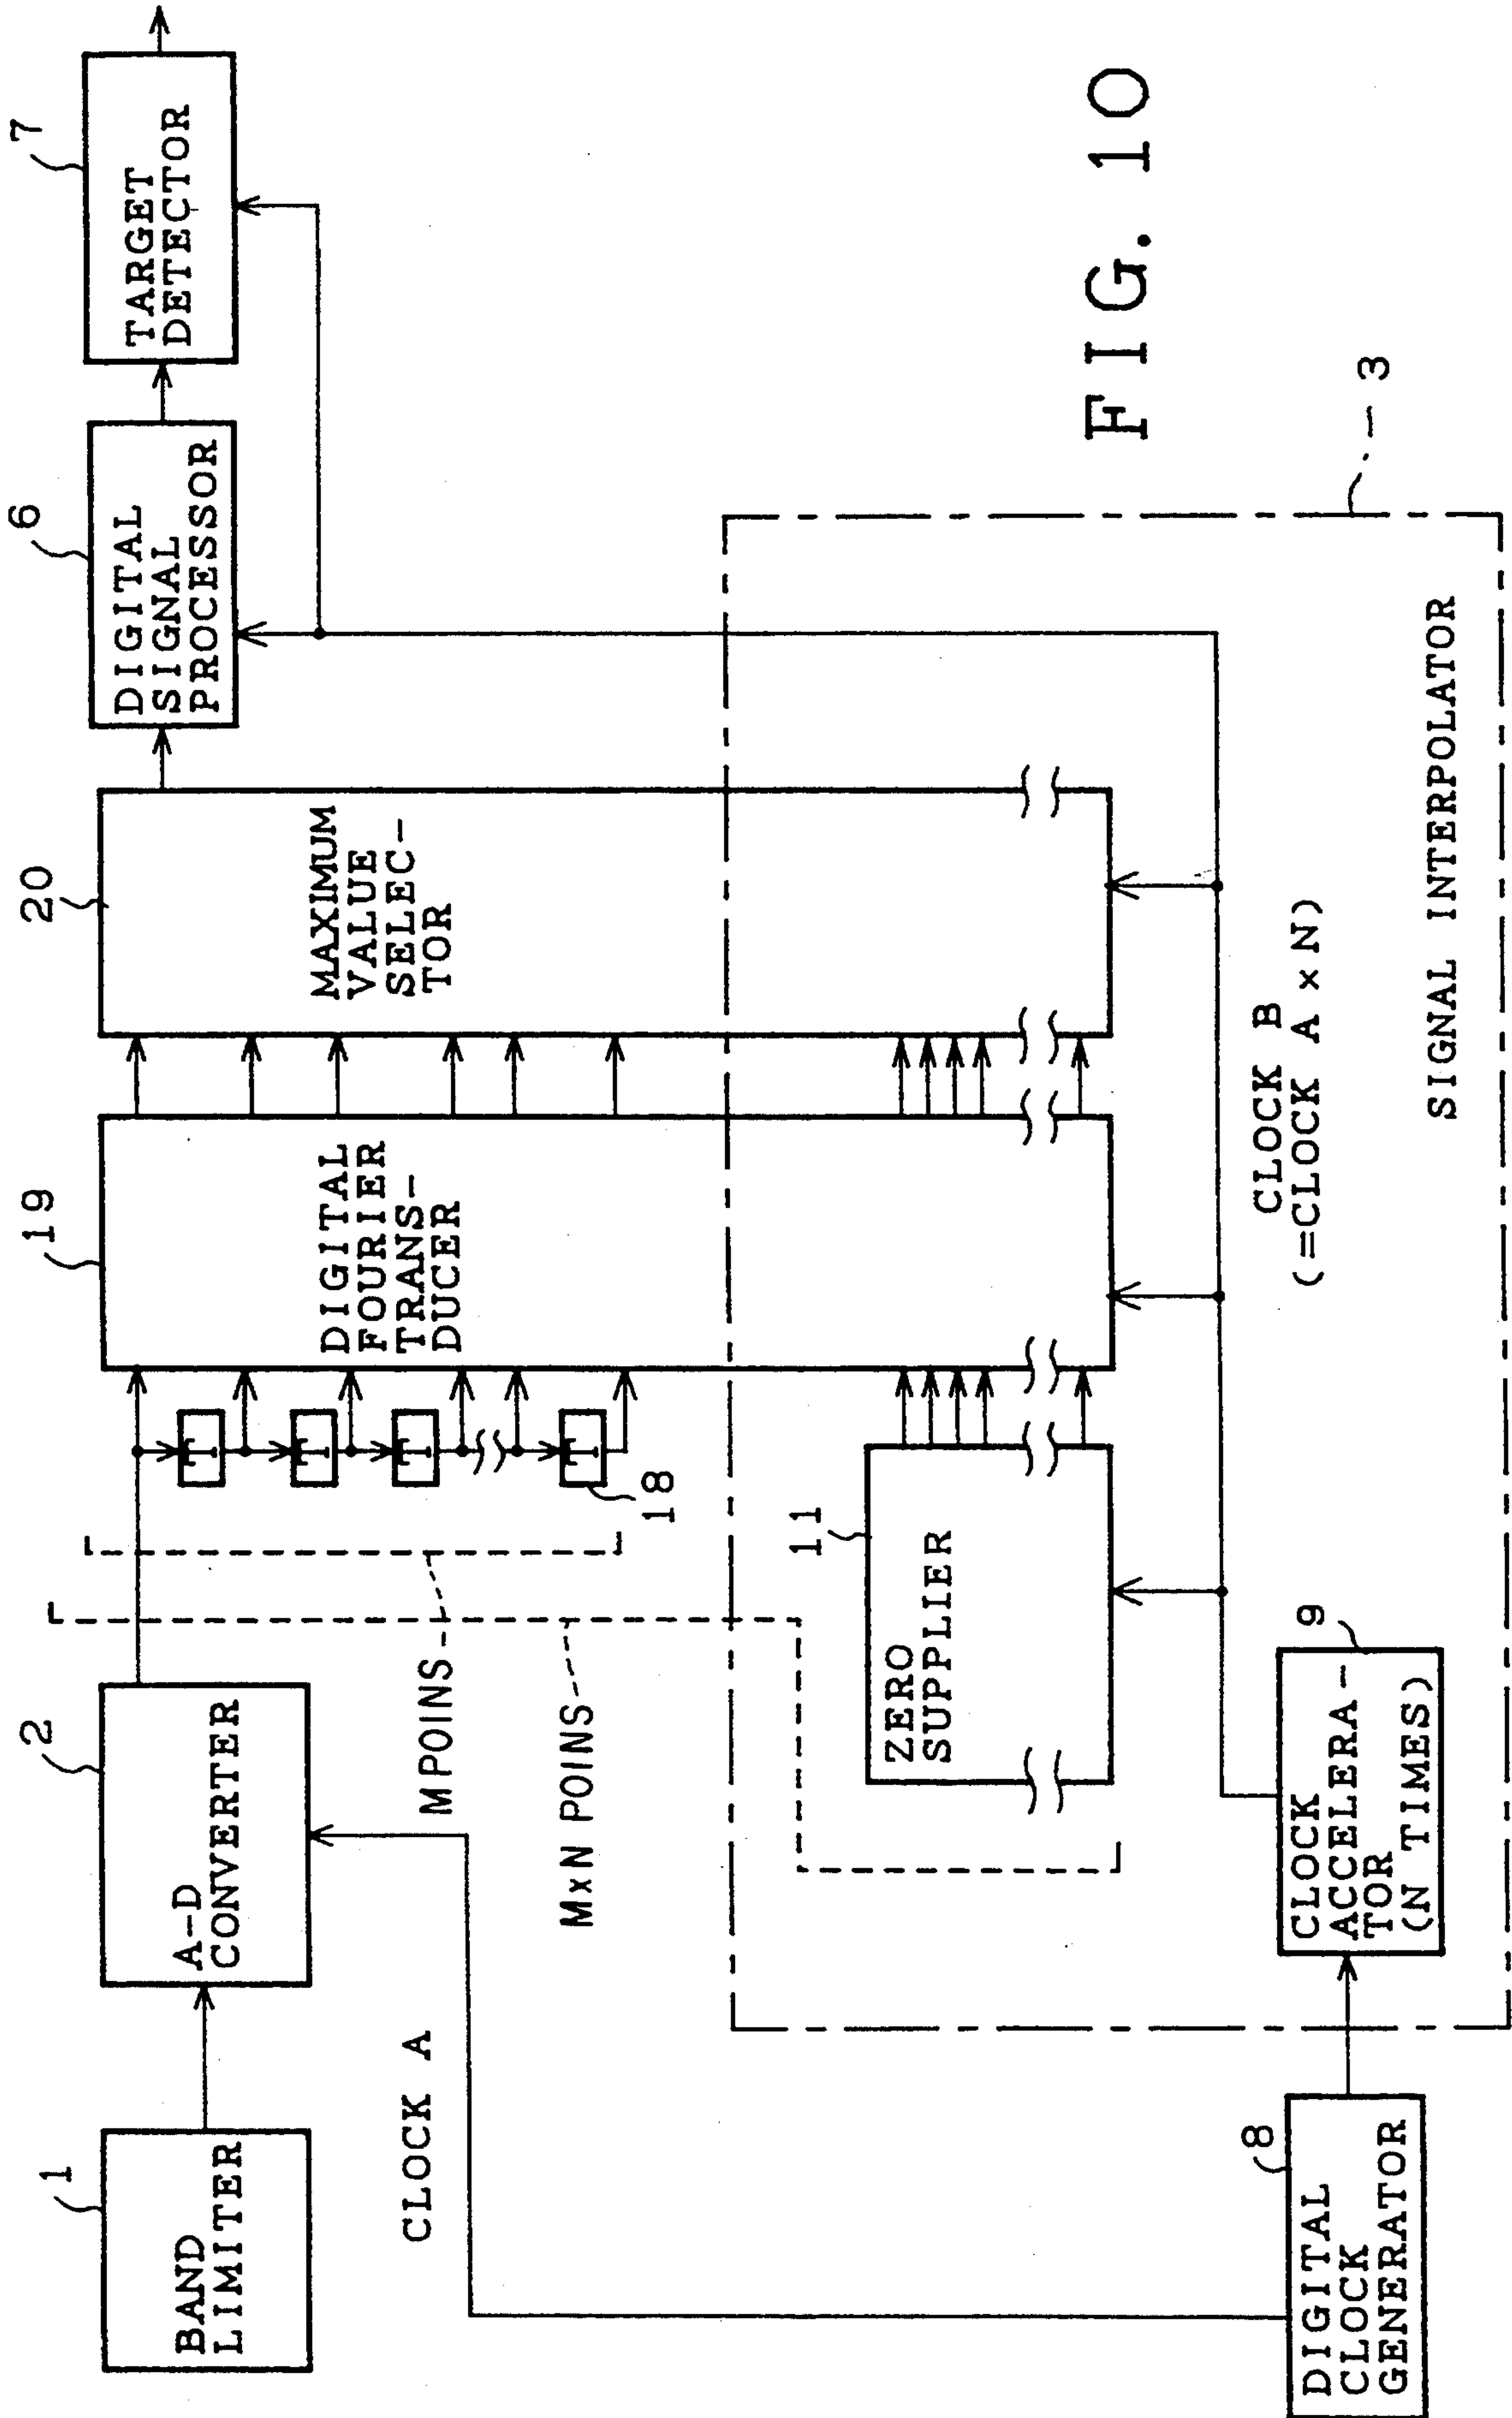 1
BAND
LIMITER
2
A-D
CONVERTER
CLOCK A
MPOINS
MxN POINS
T
T
T
T
18
19
DIGITAL
FOURIER
TRANS-
DUCER
20
MAXIMUM
VALUE
SELEC-
TOR
6
DIGITAL
SIGNAL
PROCESSOR
7
TARGET
DETECTOR
11
ZERO
SUPPLIER
8
DIGITAL
CLOCK
GENERATOR
9
CLOCK
ACCELERA-
TOR
(N TIMES)
CLOCK B
(=CLOCK A × N)
SIGNAL INTERPOLATOR
3
FIG. 10